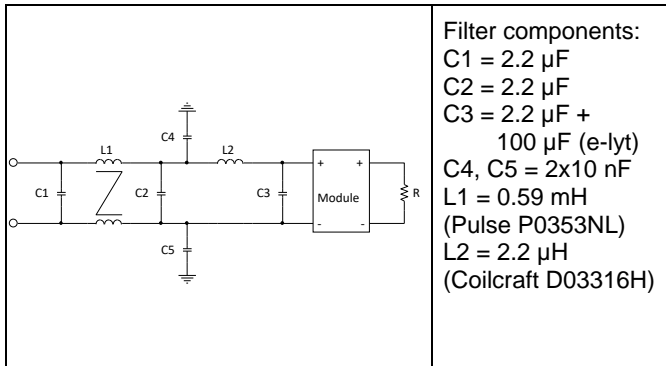 C4
L1
L2
C1
C2
C3
+
+
Module
R
-
-
C5
Filter components:
C1 = 2.2 µF
C2 = 2.2 µF
C3 = 2.2 µF +
100 µF (e-lyt)
C4, C5 = 2x10 nF
L1 = 0.59 mH
(Pulse P0353NL)
L2 = 2.2 µH
(Coilcraft D03316H)